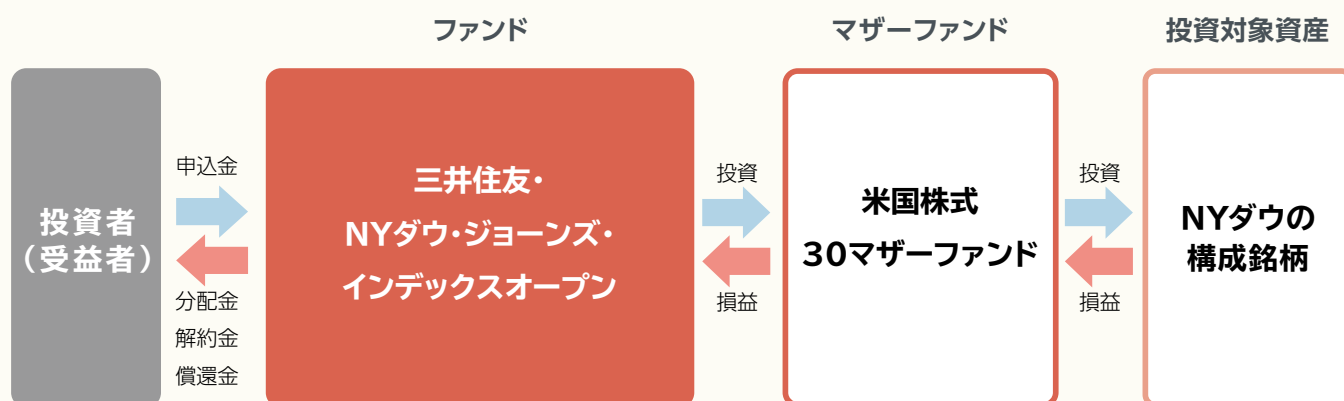 ファンド
マザーファンド
投資対象資産
投資者
（受益者）
申込金
分配金
解約金
償還金
三井住友・
NYダウ・ジョーンズ・
インデックスオープン
投資
損益
米国株式
30マザーファンド
投資
損益
NYダウの
構成銘柄